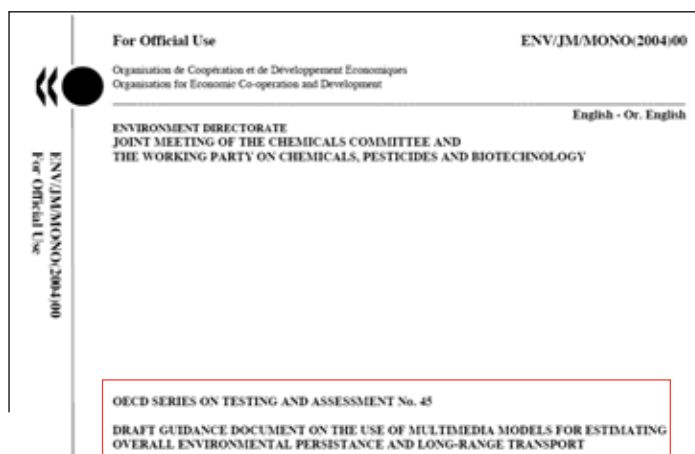 For Official Use
ENV/JM/MONO(2004)00
Organisation de Coopération et de Développement Economiques
Organisation for Economic Co-operation and Development
English - Or. English
ENVIRONMENT DIRECTORATE
JOINT MEETING OF THE CHEMICALS COMMITTEE AND
THE WORKING PARTY ON CHEMICALS, PESTICIDES AND BIOTECHNOLOGY
ENV/JM/MONO(2004)00
For Official Use
OECD SERIES ON TESTING AND ASSESSMENT No. 45
DRAFT GUIDANCE DOCUMENT ON THE USE OF MULTIMEDIA MODELS FOR ESTIMATING
OVERALL ENVIRONMENTAL PERSISTANCE AND LONG-RANGE TRANSPORT